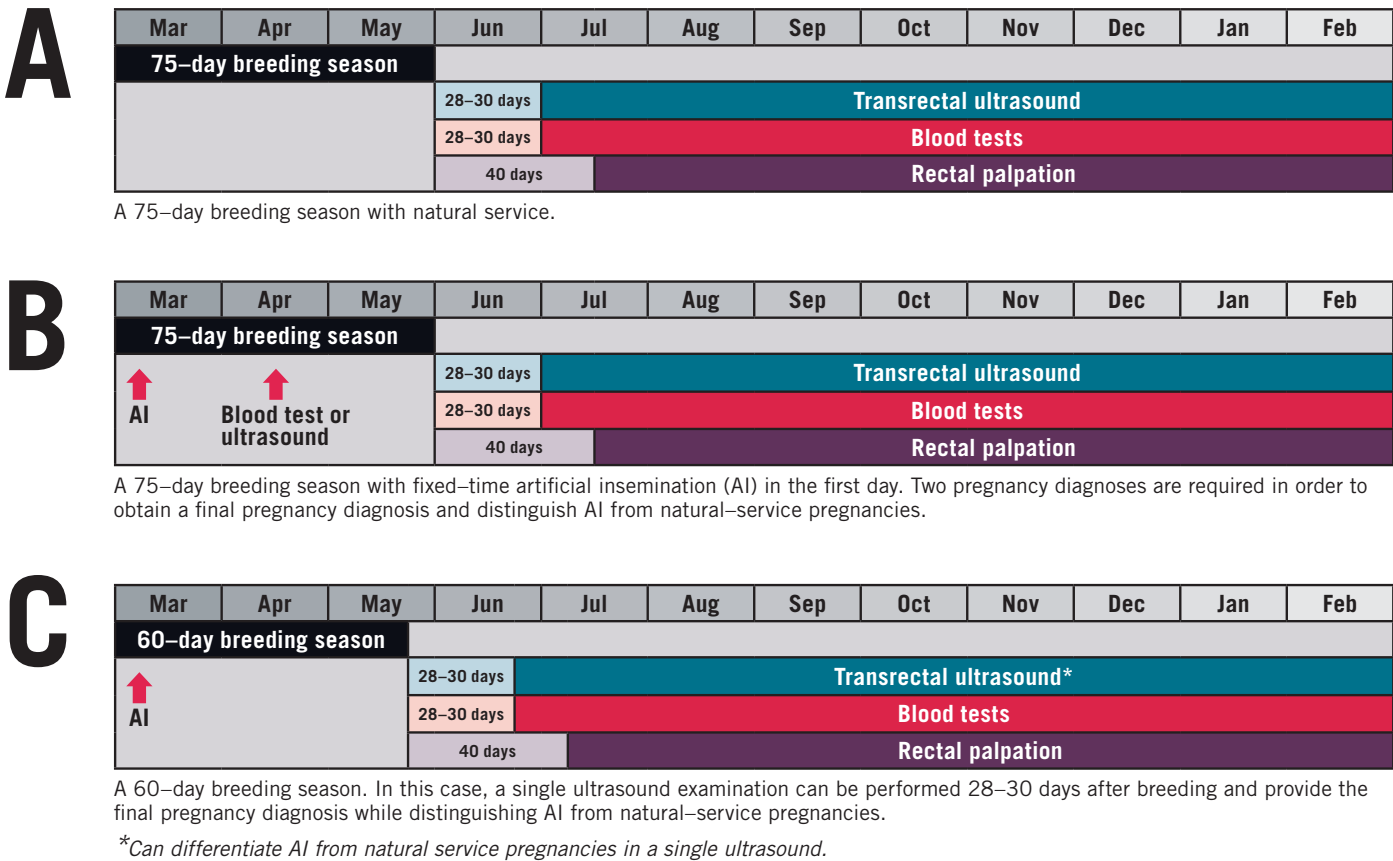 A
Mar Apr May Jun Jul Aug Sep Oct Nov Dec Jan Feb
75–day breeding season
28–30 days Transrectal ultrasound
28–30 days Blood tests
40 days Rectal palpation
A 75–day breeding season with natural service.
B
Mar Apr May Jun Jul Aug Sep Oct Nov Dec Jan Feb
75–day breeding season
28–30 days Transrectal ultrasound
AI Blood test or 28–30 days Blood tests
ultrasound 40 days Rectal palpation
A 75–day breeding season with fixed–time artificial insemination (AI) in the first day. Two pregnancy diagnoses are required in order to
obtain a final pregnancy diagnosis and distinguish AI from natural–service pregnancies.
C
Mar Apr May Jun Jul Aug Sep Oct Nov Dec Jan Feb
60–day breeding season
28–30 days Transrectal ultrasound*
AI 28–30 days Blood tests
40 days Rectal palpation
A 60–day breeding season. In this case, a single ultrasound examination can be performed 28–30 days after breeding and provide the
final pregnancy diagnosis while distinguishing AI from natural–service pregnancies.
*Can differentiate AI from natural service pregnancies in a single ultrasound.